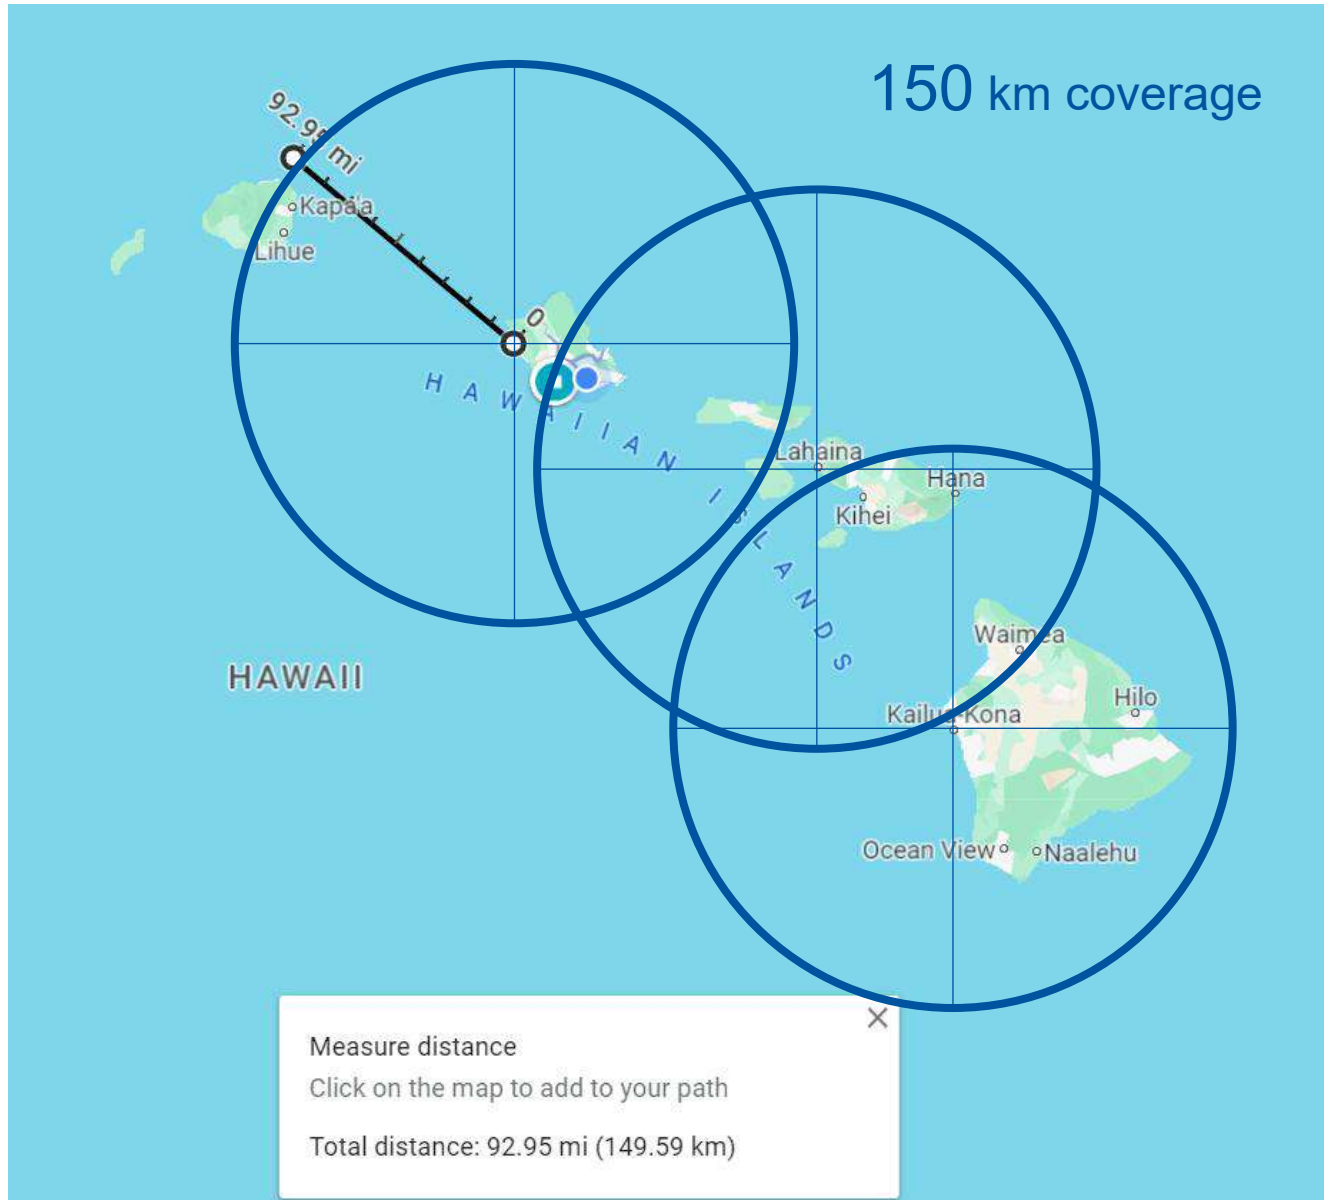 150 km coverage
92.95 mi
Kapa'a
Lihue
0
HAWAIIAN ISLANDS
Lahaina
Hana
Kihei
HAWAII
Waimea
Hilo
Kailua-Kona
Ocean View
Naalehu
Measure distance
Click on the map to add to your path
Total distance: 92.95 mi (149.59 km)